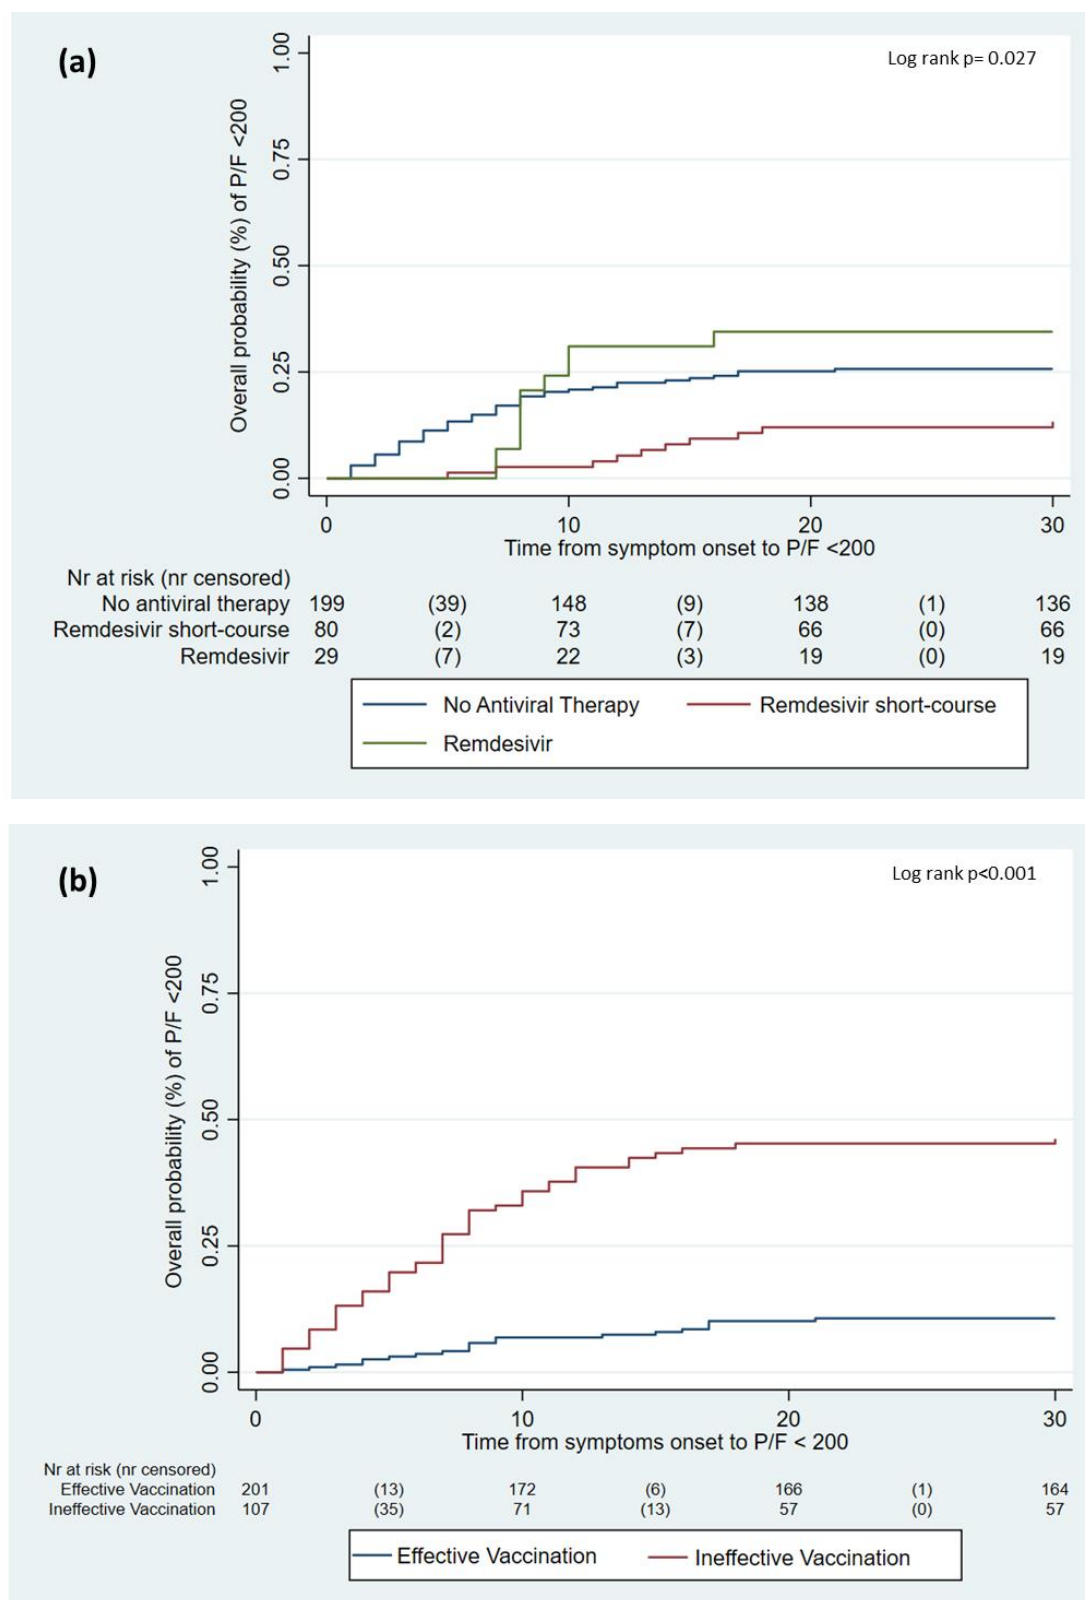 (a)
Log rank p= 0.027
Overall probability (%) of P/F <200
1.00
0.75
0.50
0.25
0.00
0 10 20 30
Time from symptom onset to P/F <200
Nr at risk (nr censored)
No antiviral therapy 199 (39) 148 (9) 138 (1) 136
Remdesivir short-course 80 (2) 73 (7) 66 (0) 66
Remdesivir 29 (7) 22 (3) 19 (0) 19
No Antiviral Therapy Remdesivir short-course
Remdesivir
(b)
Log rank p<0.001
Overall probability (%) of P/F <200
1.00
0.75
0.50
0.25
0.00
0 10 20 30
Time from symptoms onset to P/F < 200
Nr at risk (nr censored)
Effective Vaccination 201 (13) 172 (6) 166 (1) 164
Ineffective Vaccination 107 (35) 71 (13) 57 (0) 57
Effective Vaccination Ineffective Vaccination